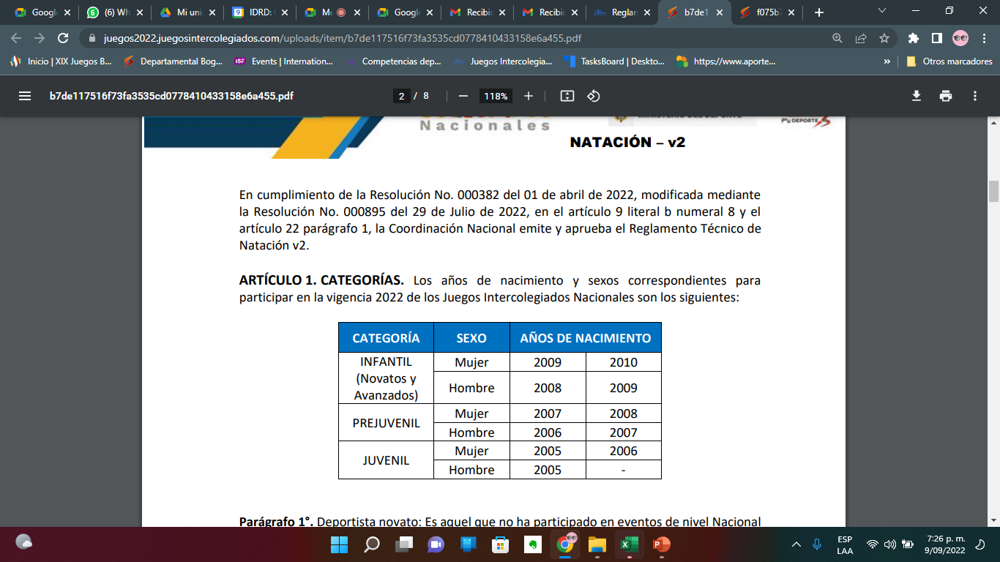 Google
(6) Wh
Mi uni
IDRD:
Me
Google
Recibid
Recibid
Reglan
b7de1
f075b7
juegos2022.juegosintercolegiados.com/uploads/item/b7de117516f73fa3535cd0778410433158e6a455.pdf
Inicio | XIX Juegos B...
Departamental Bog...
ISF Events | Internation...
Competencias dep...
Juegos Intercolegia...
TasksBoard | Deskto...
https://www.aporte...
»
Otros marcadores
b7de117516f73fa3535cd0778410433158e6a455.pdf
2 / 8
118%
Nacionales
DEPORTE
NATACIÓN – v2
En cumplimiento de la Resolución No. 000382 del 01 de abril de 2022, modificada mediante
la Resolución No. 000895 del 29 de Julio de 2022, en el artículo 9 literal b numeral 8 y el
artículo 22 parágrafo 1, la Coordinación Nacional emite y aprueba el Reglamento Técnico de
Natación v2.
ARTÍCULO 1. CATEGORÍAS. Los años de nacimiento y sexos correspondientes para
participar en la vigencia 2022 de los Juegos Intercolegiados Nacionales son los siguientes:
CATEGORÍA SEXO AÑOS DE NACIMIENTO
INFANTIL
(Novatos y
Avanzados)
Mujer 2009 2010
Hombre 2008 2009
PREJUVENIL
Mujer 2007 2008
Hombre 2006 2007
JUVENIL
Mujer 2005 2006
Hombre 2005 -
Parágrafo 1°. Deportista novato: Es aquel que no ha participado en eventos de nivel Nacional
ESP
LAA
7:26 p. m.
9/09/2022